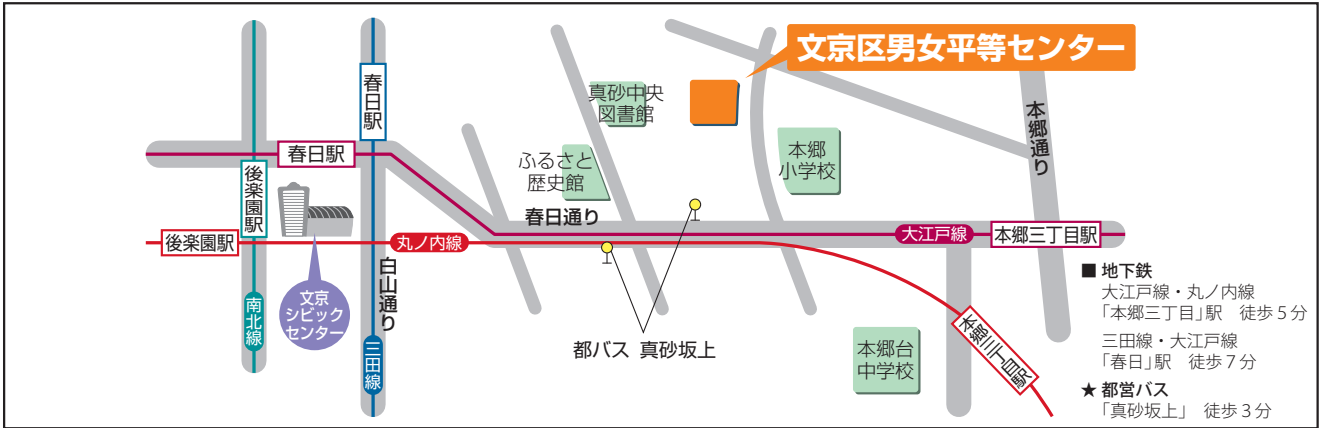 文京区男女平等センター
真砂中央
図書館
春日駅
春日駅
後楽園駅
ふるさと
歴史館
本郷
小学校
本郷通り
春日通り
後楽園駅
丸ノ内線
大江戸線
本郷三丁目駅
白山通り
文京
シビック
センター
南北線
三田線
都バス 真砂坂上
本郷台
中学校
本郷三丁目駅
■ 地下鉄
大江戸線・丸ノ内線
「本郷三丁目」駅 徒歩5分
三田線・大江戸線
「春日」駅 徒歩7分
★ 都営バス
「真砂坂上」 徒歩3分